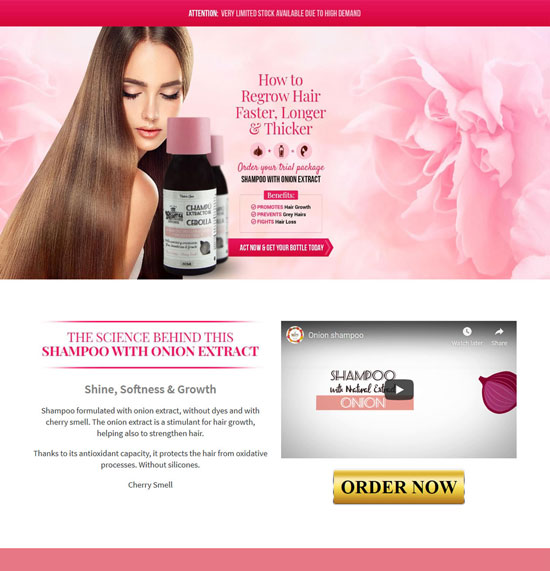 ATTENTION: VERY LIMITED STOCK AVAILABLE DUE TO HIGH DEMAND
How to
Regrow Hair
Faster, Longer
& Thicker
Order your trial package
SHAMPOO WITH ONION EXTRACT
Benefits:
PROMOTES Hair Growth
PREVENTS Grey Hairs
FIGHTS Hair Loss
ACT NOW & GET YOUR BOTTLE TODAY
CHAMPU
EXTRACTO DE
CEBOLLA
THE SCIENCE BEHIND THIS
SHAMPOO WITH ONION EXTRACT
Shine, Softness & Growth
Shampoo formulated with onion extract, without dyes and with
cherry smell. The onion extract is a stimulant for hair growth,
helping also to strengthen hair.
Thanks to its antioxidant capacity, it protects the hair from oxidative
processes. Without silicones.
Cherry Smell
Onion shampoo
Watch later
Share
SHAMPOO
with Natural Extract
ONION
ORDER NOW